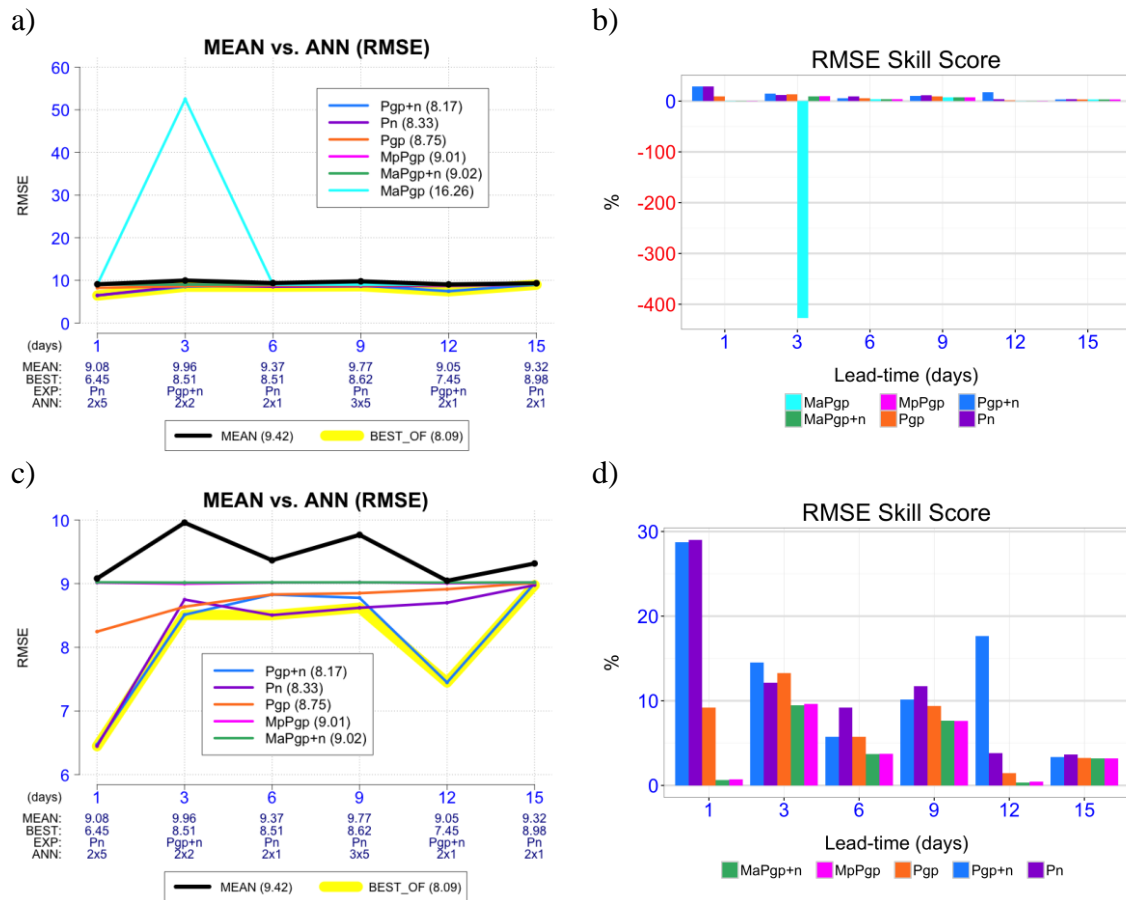 a)
MEAN vs. ANN (RMSE)
60
50
40
30
20
10
0
RMSE
Pgp+n (8.17)
Pn (8.33)
Pgp (8.75)
MpPgp (9.01)
MaPgp+n (9.02)
MaPgp (16.26)
(days) 1 3 6 9 12 15
MEAN: 9.08 9.96 9.37 9.77 9.05 9.32
BEST: 6.45 8.51 8.51 8.62 7.45 8.98
EXP: Pn Pgp+n Pn Pn Pgp+n Pn
ANN: 2x5 2x2 2x1 3x5 2x1 2x1
MEAN (9.42) BEST_OF (8.09)
b)
RMSE Skill Score
0
-100
-200
-300
-400
%
1 3 6 9 12 15
Lead-time (days)
MaPgp MpPgp Pgp+n
MaPgp+n Pgp Pn
c)
MEAN vs. ANN (RMSE)
10
9
8
7
6
RMSE
Pgp+n (8.17)
Pn (8.33)
Pgp (8.75)
MpPgp (9.01)
MaPgp+n (9.02)
(days) 1 3 6 9 12 15
MEAN: 9.08 9.96 9.37 9.77 9.05 9.32
BEST: 6.45 8.51 8.51 8.62 7.45 8.98
EXP: Pn Pgp+n Pn Pn Pgp+n Pn
ANN: 2x5 2x2 2x1 3x5 2x1 2x1
MEAN (9.42) BEST_OF (8.09)
d)
RMSE Skill Score
30
20
10
0
%
1 3 6 9 12 15
Lead-time (days)
MaPgp+n MpPgp Pgp Pgp+n Pn